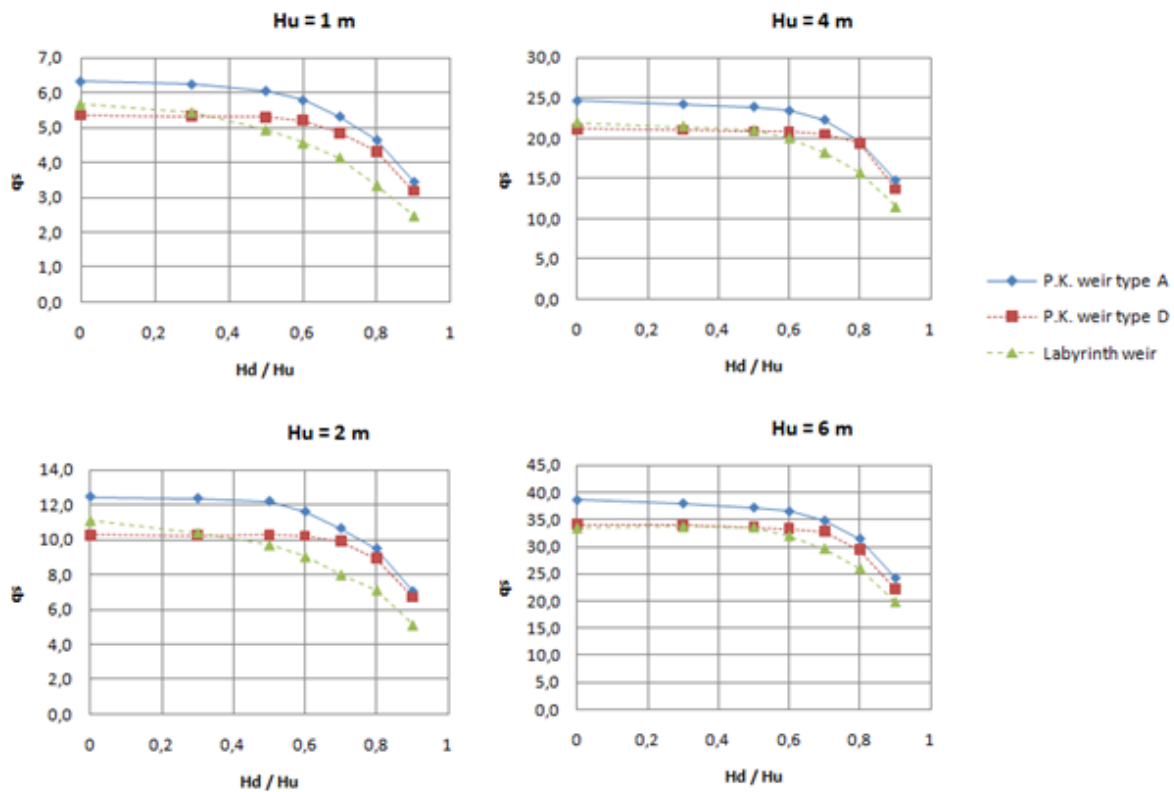 Hu = 1 m
7,0
6,0
5,0
4,0
3,0
2,0
1,0
0,0
qs
0 0,2 0,4 0,6 0,8 1
Hd / Hu
Hu = 4 m
30,0
25,0
20,0
15,0
10,0
5,0
0,0
qs
0 0,2 0,4 0,6 0,8 1
Hd / Hu
P.K. weir type A
P.K. weir type D
Labyrinth weir
Hu = 2 m
14,0
12,0
10,0
8,0
6,0
4,0
2,0
0,0
qs
0 0,2 0,4 0,6 0,8 1
Hd / Hu
Hu = 6 m
45,0
40,0
35,0
30,0
25,0
20,0
15,0
10,0
5,0
0,0
qs
0 0,2 0,4 0,6 0,8 1
Hd / Hu